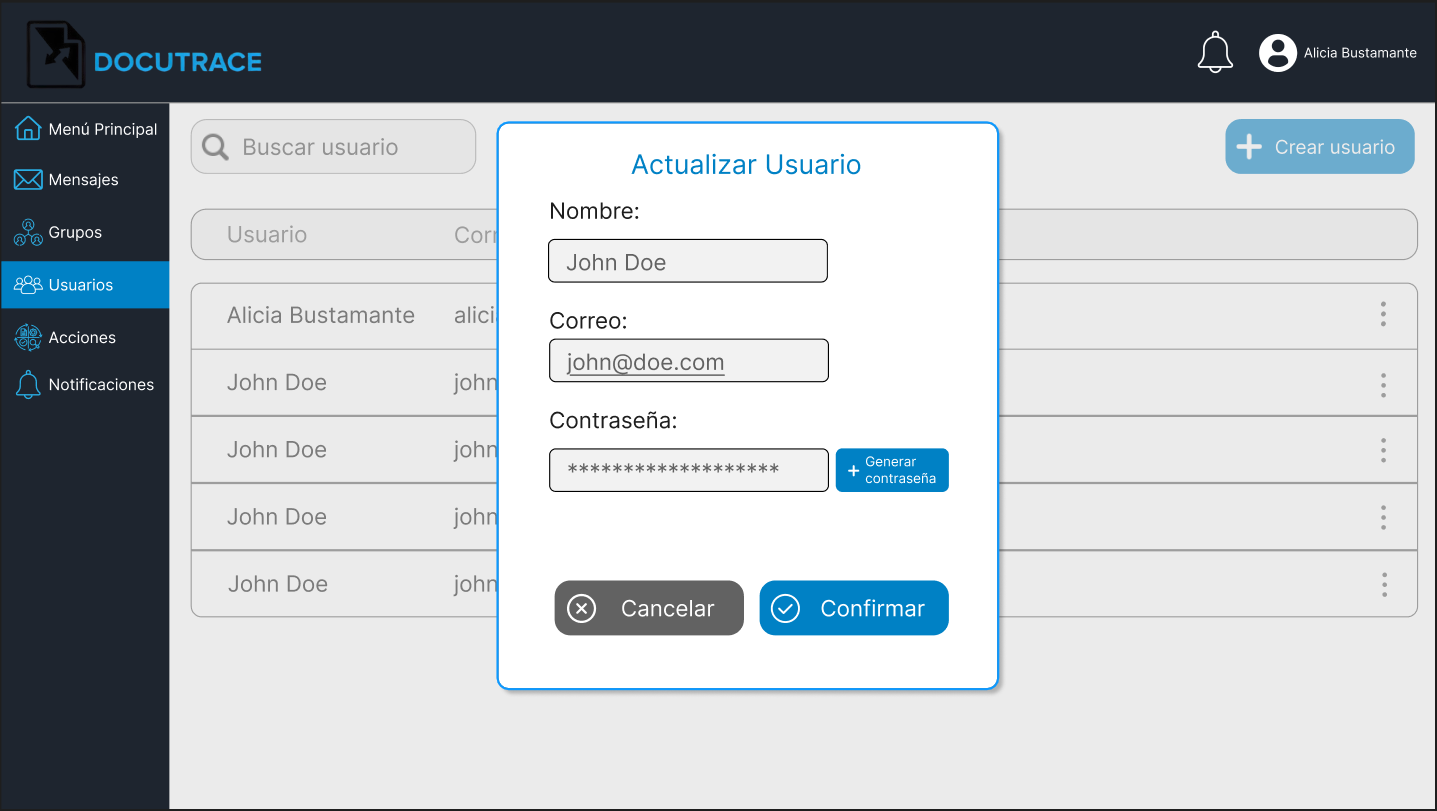 DOCUTRACE
Alicia Bustamante
Menú Principal
Mensajes
Grupos
Usuarios
Acciones
Notificaciones
Buscar usuario
Crear usuario
Usuario Corr
Alicia Bustamante alici
John Doe john
John Doe john
John Doe john
John Doe john
Actualizar Usuario
Nombre:
John Doe
Correo:
john@doe.com
Contraseña:
*******************
Generar
contraseña
Cancelar
Confirmar